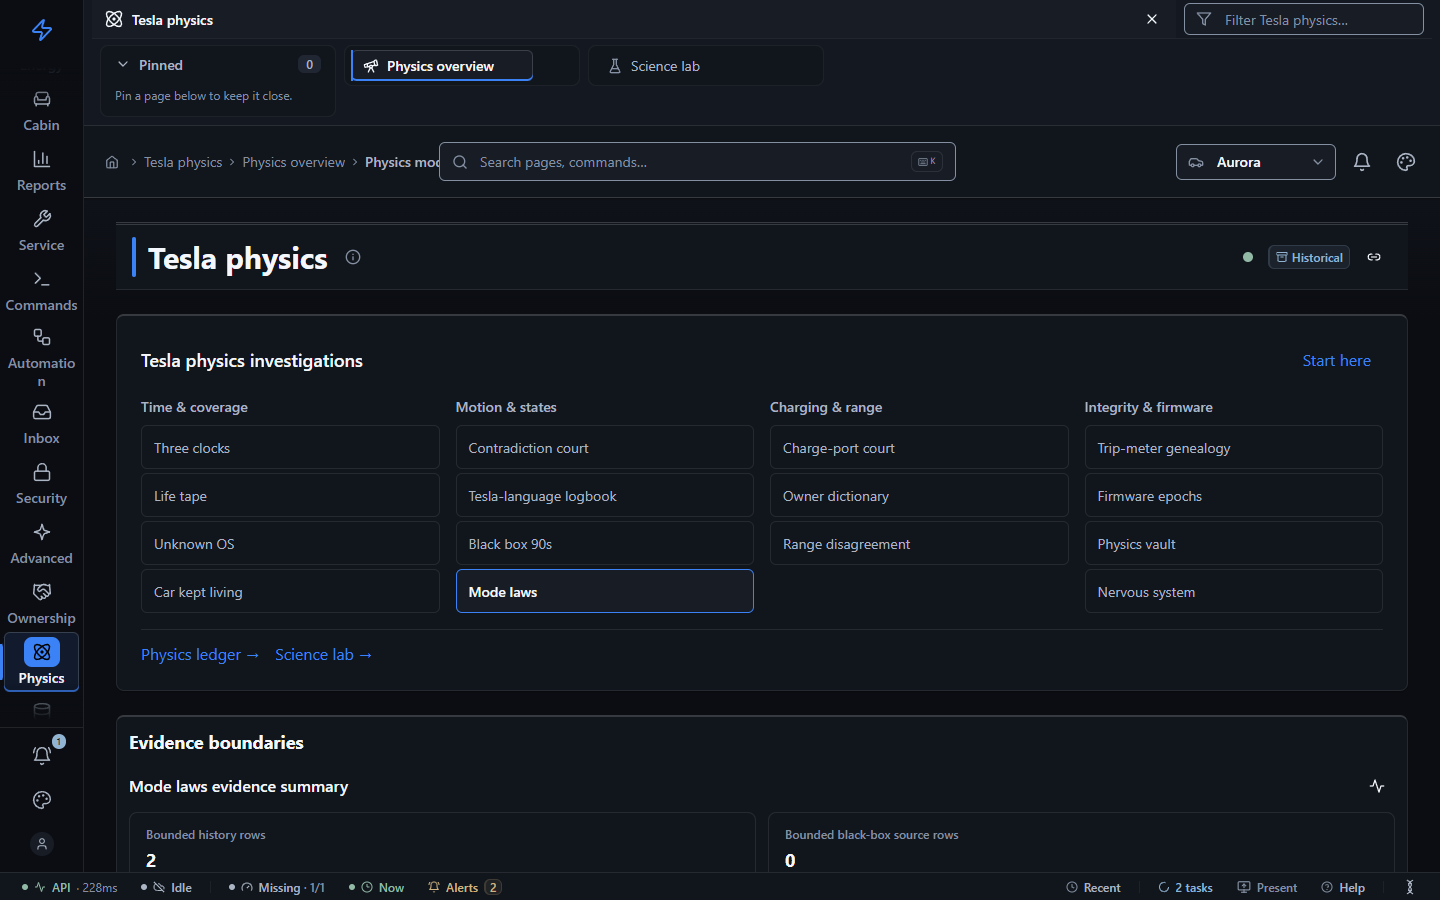 Tesla physics
Filter Tesla physics...
Pinned
0
Pin a page below to keep it close.
Physics overview
Science lab
Cabin
Reports
Service
Commands
Automatio
n
Inbox
Security
Advanced
Ownership
Physics
1
Tesla physics
Physics overview
Physics mod
Search pages, commands...
K
Aurora
Tesla physics
Historical
Tesla physics investigations
Start here
Time & coverage
Motion & states
Charging & range
Integrity & firmware
Three clocks
Contradiction court
Charge-port court
Trip-meter genealogy
Life tape
Tesla-language logbook
Owner dictionary
Firmware epochs
Unknown OS
Black box 90s
Range disagreement
Physics vault
Car kept living
Mode laws
Nervous system
Physics ledger →
Science lab →
Evidence boundaries
Mode laws evidence summary
Bounded history rows
2
Bounded black-box source rows
0
API · 228ms
Idle
Missing · 1/1
Now
Alerts 2
Recent
2 tasks
Present
Help